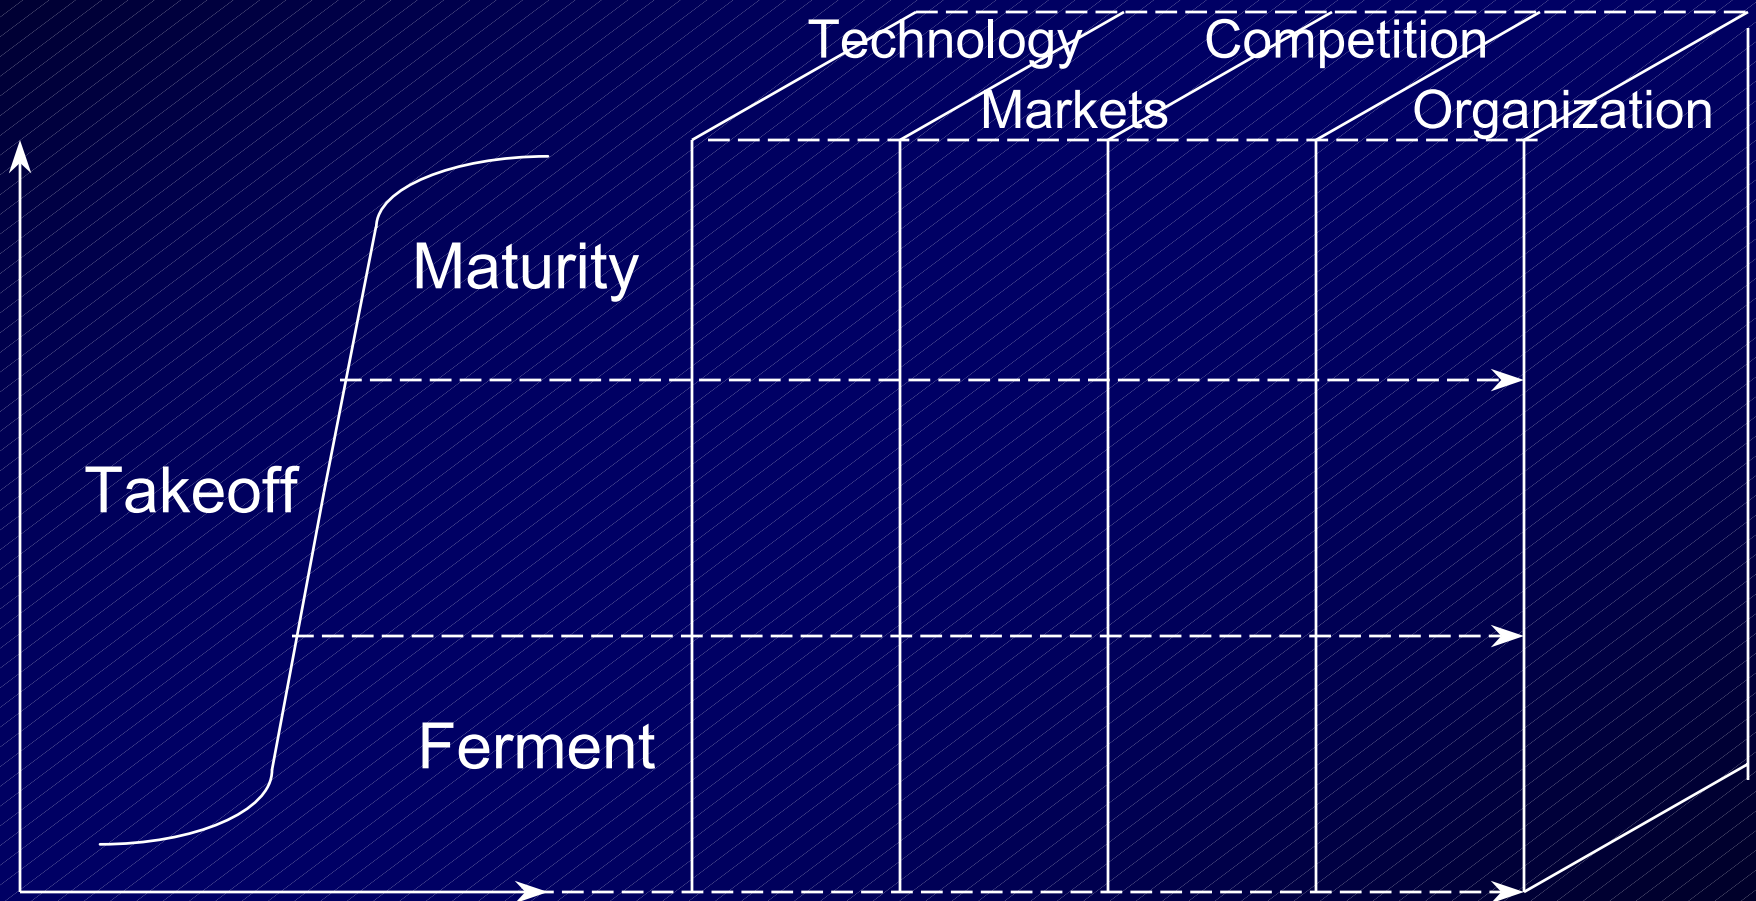 Technology
Competition
Markets
Organization
Maturity
Takeoff
Ferment